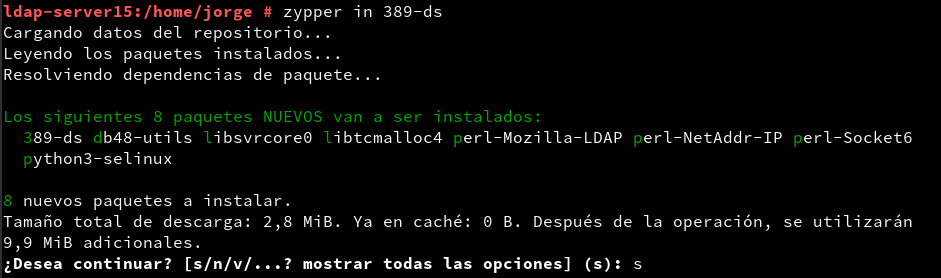 ldap-server15:/home/jorge # zypper in 389-ds
Cargando datos del repositorio...
Leyendo los paquetes instalados...
Resolviendo dependencias de paquete...
Los siguientes 8 paquetes NUEVOS van a ser instalados:
389-ds db48-utils libsvrcore0 libtcmalloc4 perl-Mozilla-LDAP perl-NetAddr-IP perl-Socket6
python3-selinux
8 nuevos paquetes a instalar.
Tamaño total de descarga: 2,8 MiB. Ya en caché: 0 B. Después de la operación, se utilizarán
9,9 MiB adicionales.
¿Desea continuar? [s/n/v/...? mostrar todas las opciones] (s): s